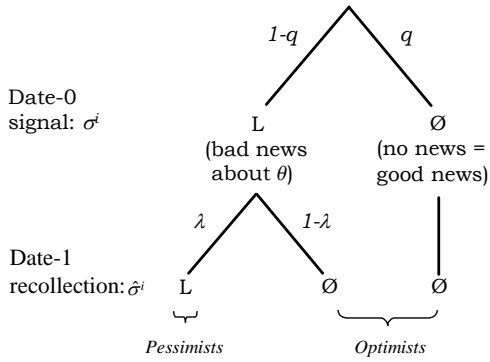 1-q q
Date-0
signal: σⁱ
L Ø
(bad news (no news =
about θ) good news)
λ 1-λ
Date-1
recollection: σ̂ⁱ L Ø Ø
Pessimists Optimists